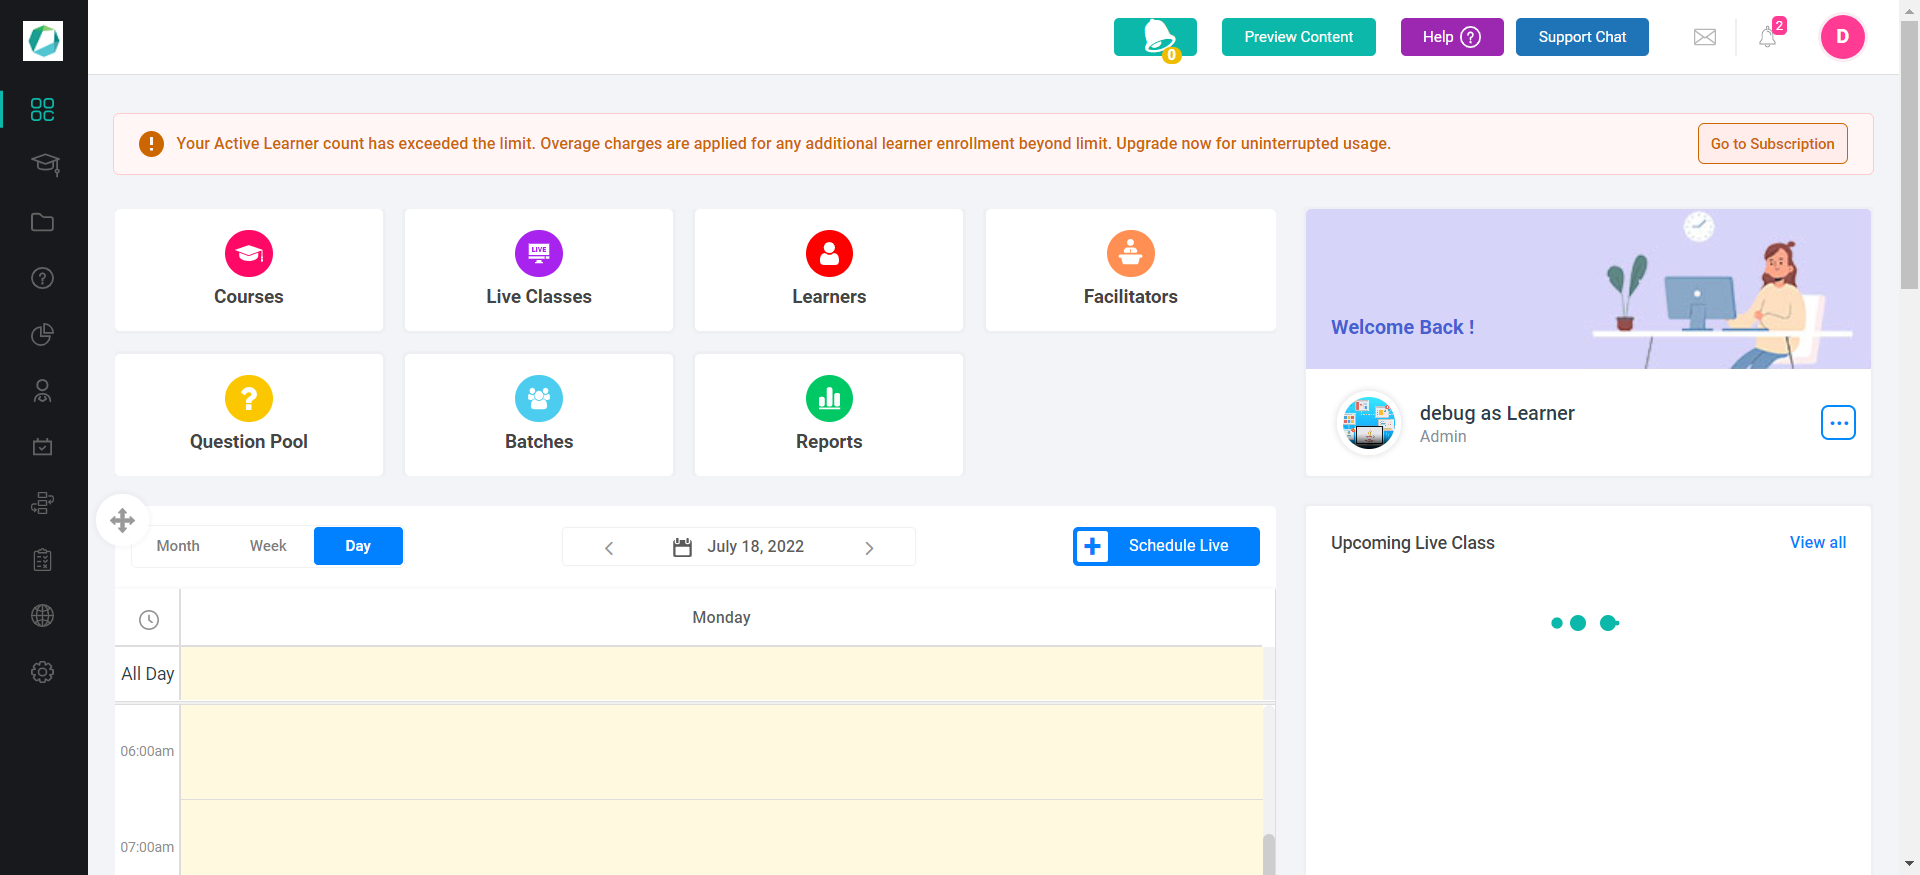 0
Preview Content
Help ?
Support Chat
2
D
Your Active Learner count has exceeded the limit. Overage charges are applied for any additional learner enrollment beyond limit. Upgrade now for uninterrupted usage.
Go to Subscription
Courses
LIVE
Live Classes
Learners
Facilitators
Welcome Back !
Question Pool
Batches
Reports
debug as Learner
Admin
Month
Week
Day
July 18, 2022
Schedule Live
Upcoming Live Class
View all
Monday
All Day
06:00am
07:00am